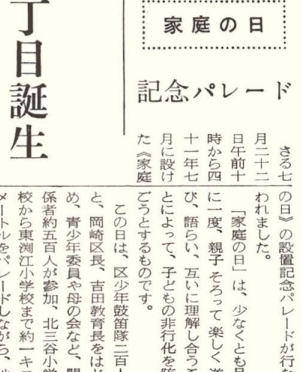 家庭の日
記念パレード
さる七
月二十二
日午前十
時から四
十一年七
月に設け
た《家庭
の日》の設置記念パレードが行な
われました。
「家庭の日」は、少なくとも月
に一度、親子そろって楽しく遊
び、語らい、互いに理解し合うこ
とによって、子どもの非行化を防
ごうとするものです。
この日は、区少年鼓笛隊二百人
と、岡崎区長、吉田教育長をはじ
め、青少年委員や母の会など、関
係者約五百人が参加、北三谷小学
校から東渕江小学校まで約一キロ
メートルをパレードしながら、
丁目誕生